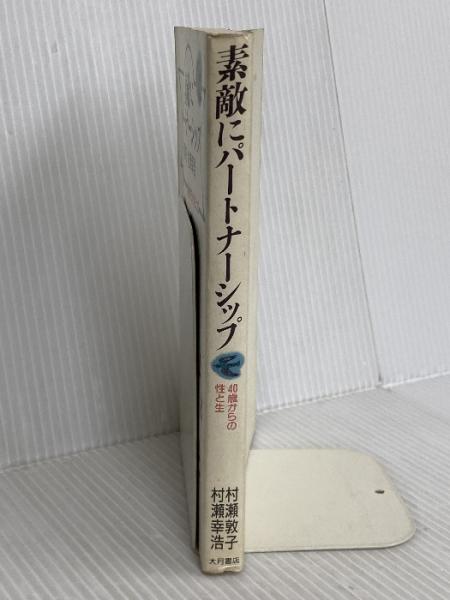 素敵にパートナーシップ
40歳からの
性と生
村瀬敦子
村瀬幸浩
大月書店